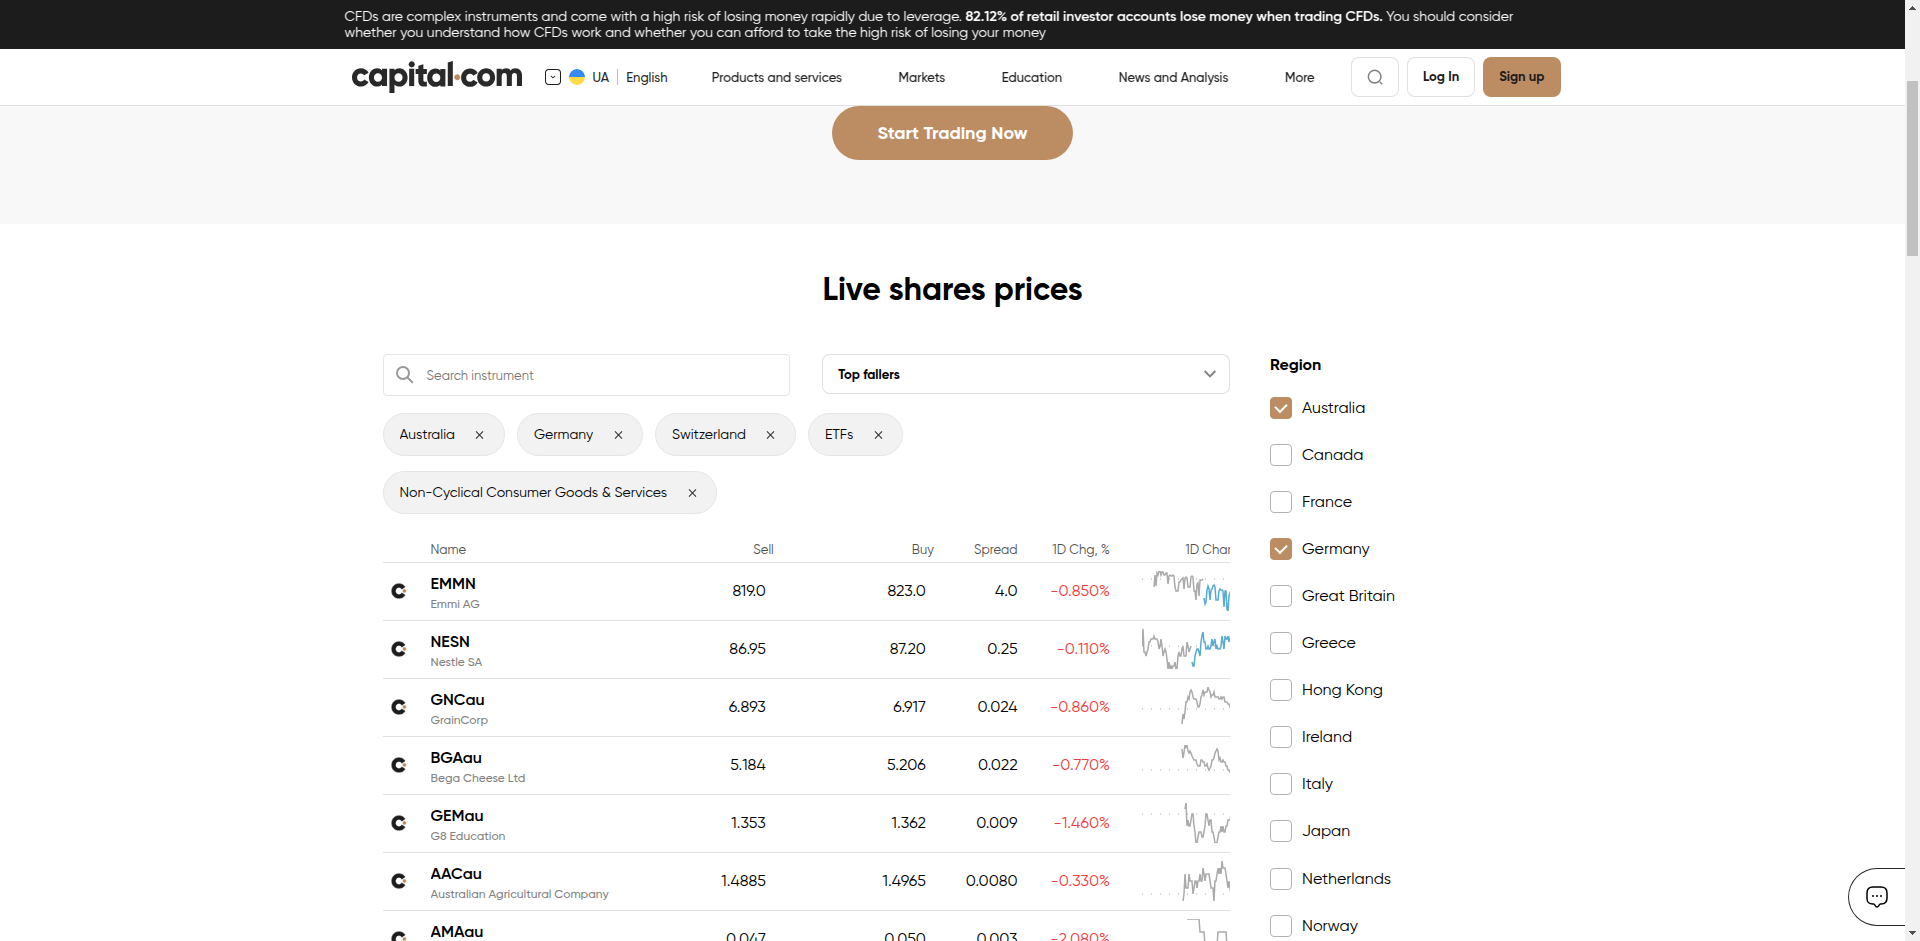 CFDs are complex instruments and come with a high risk of losing money rapidly due to leverage. 82.12% of retail investor accounts lose money when trading CFDs. You should consider
whether you understand how CFDs work and whether you can afford to take the high risk of losing your money
capital.com
UA English Products and services Markets Education News and Analysis More Log In Sign up
Start Trading Now
Live shares prices
Search instrument
Top fallers
Australia Germany Switzerland ETFs
Non-Cyclical Consumer Goods & Services
Name Sell Buy Spread 1D Chg, %
EMMN 819.0 823.0 4.0 -0.850%
Emmi AG
NESN 86.95 87.20 0.25 -0.110%
Nestle SA
GNCau 6.893 6.917 0.024 -0.860%
GrainCorp
BGAau 5.184 5.206 0.022 -0.770%
Bega Cheese Ltd
GEMau 1.353 1.362 0.009 -1.460%
G8 Education
AACau 1.4885 1.4965 0.0080 -0.330%
Australian Agricultural Company
AMAau 0.047 0.050 0.003 -2.080%
Region
Australia
Canada
France
Germany
Great Britain
Greece
Hong Kong
Ireland
Italy
Japan
Netherlands
Norway